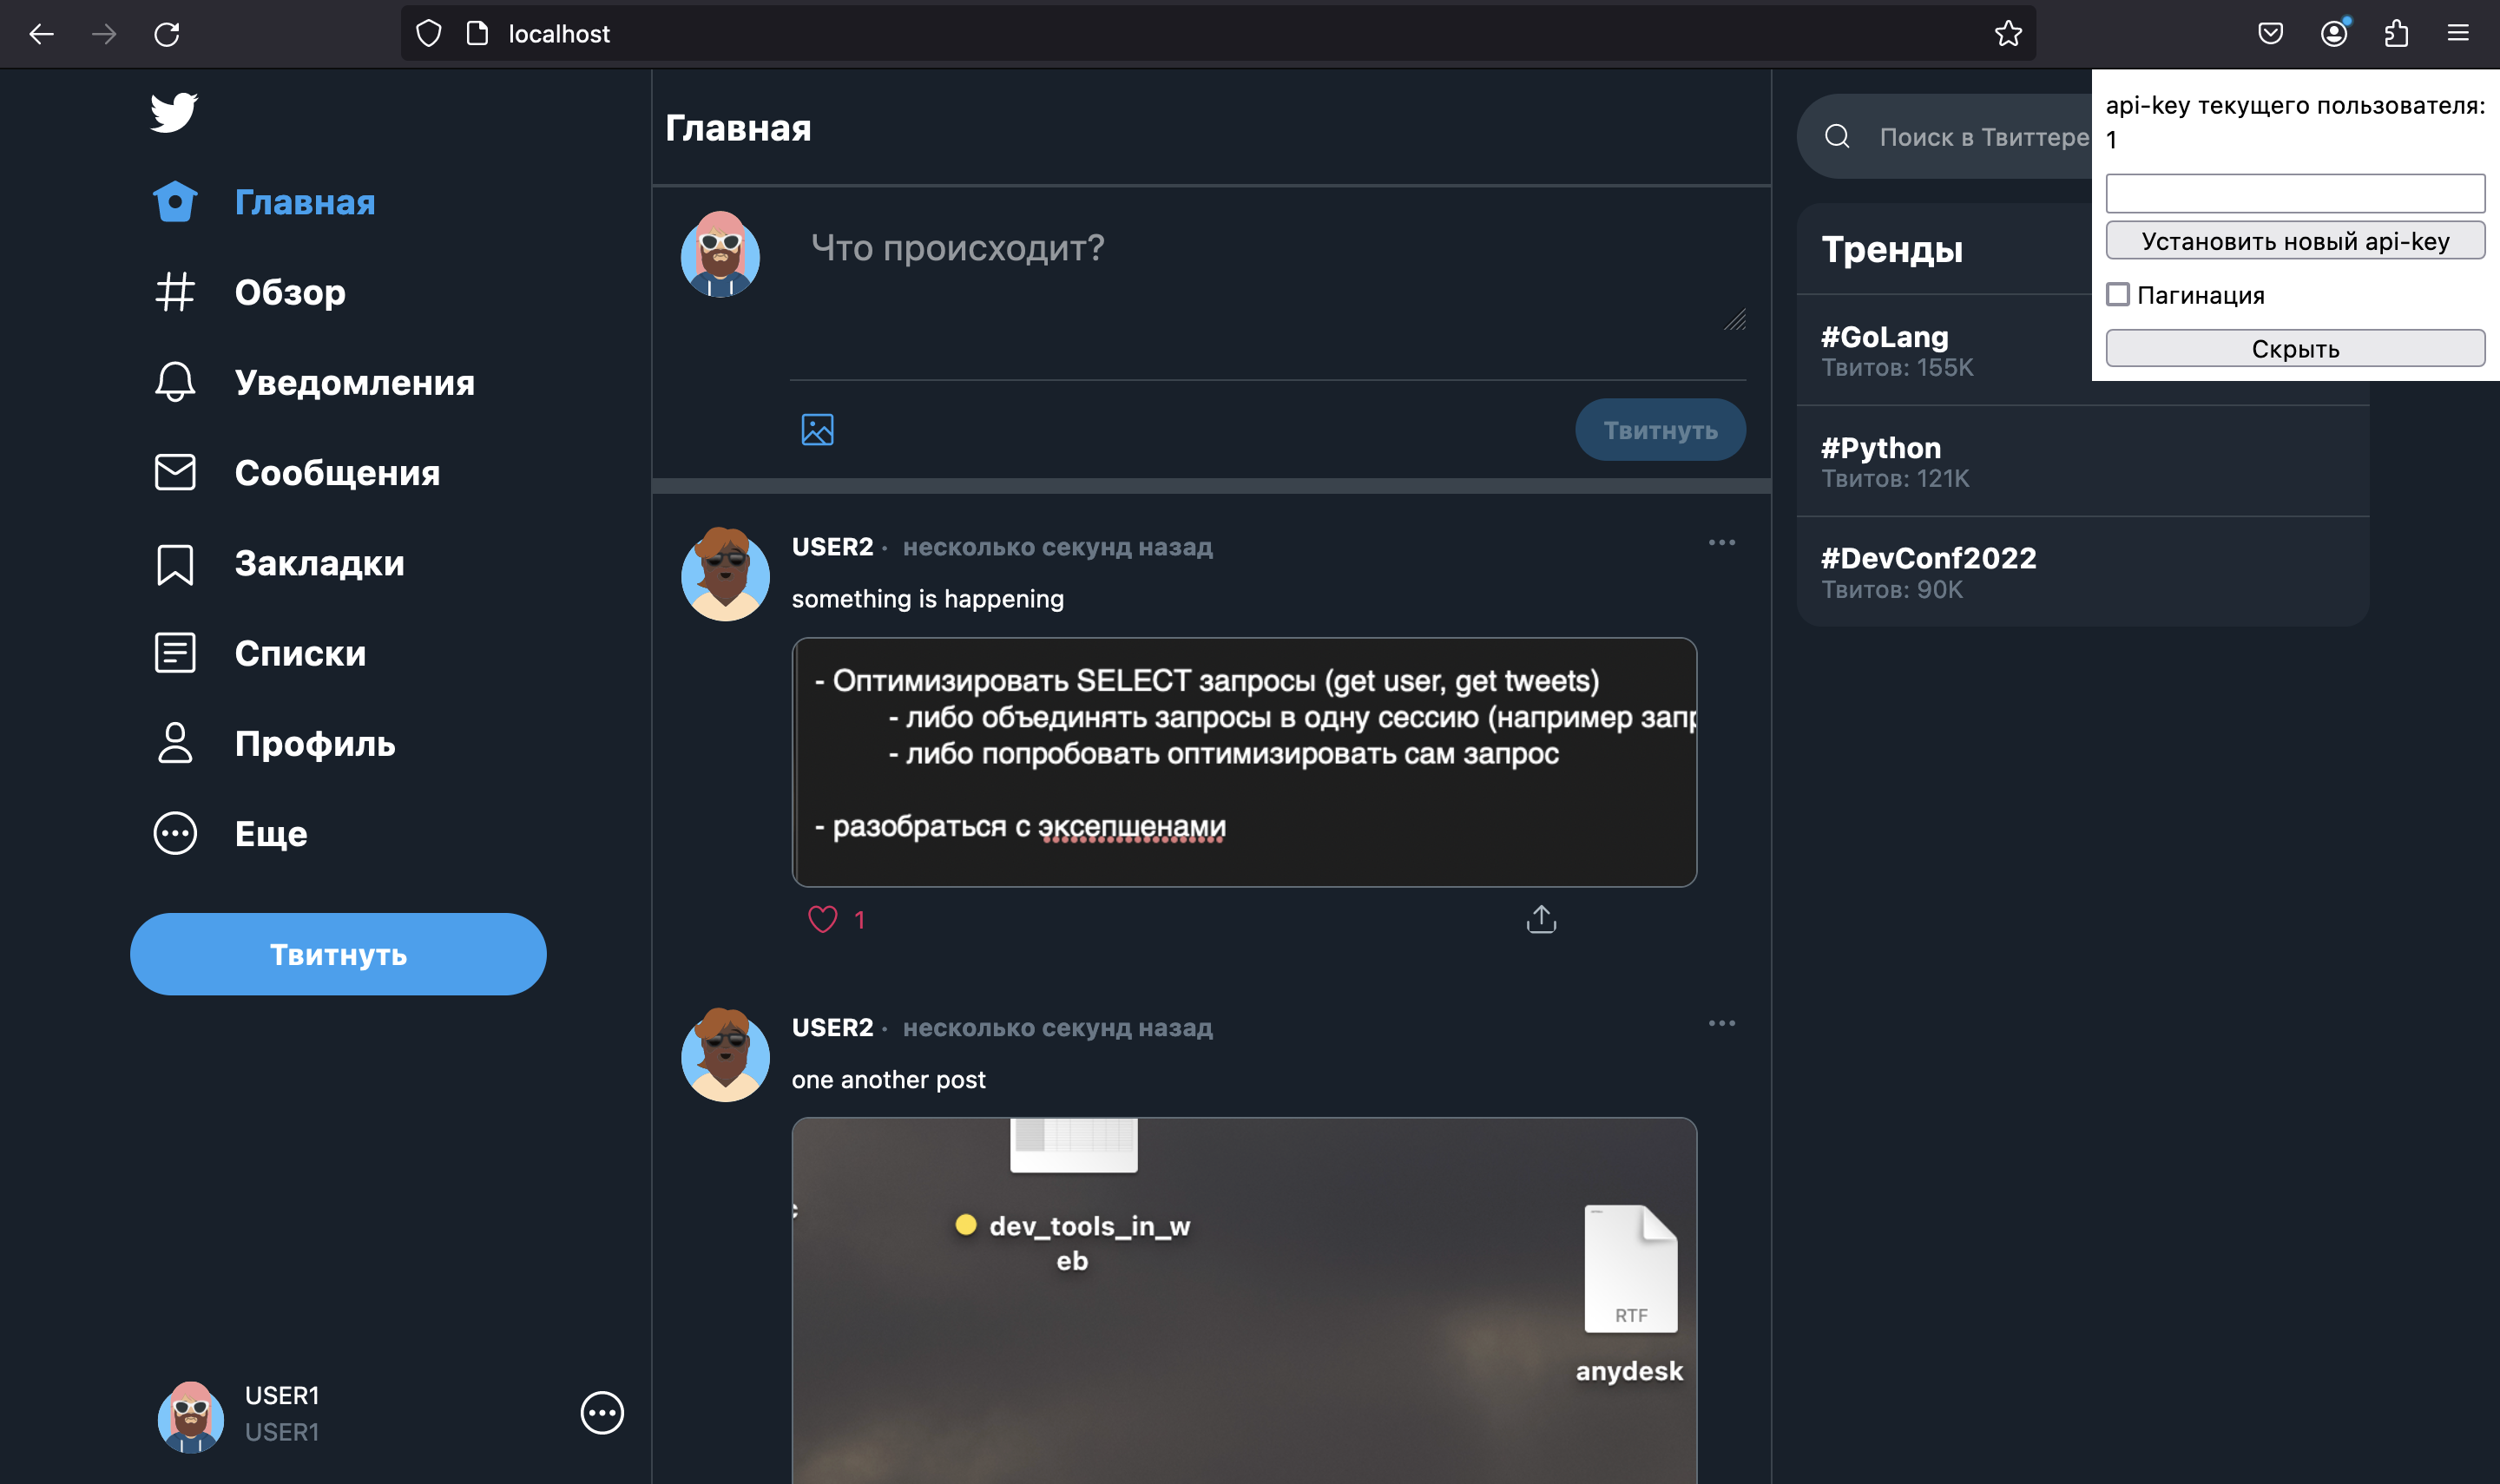 localhost
Главная
Обзор
Уведомления
Сообщения
Закладки
Списки
Профиль
Еще
Твитнуть
USER1
USER1
Главная
Что происходит?
Твитнуть
USER2 · несколько секунд назад
something is happening
- Оптимизировать SELECT запросы (get user, get tweets)
- либо объединять запросы в одну сессию (например
- либо попробовать оптимизировать сам запрос
- разобраться с эксепшенами
1
USER2 · несколько секунд назад
one another post
dev_tools_in_w
eb
RTF
anydesk
Поиск в Твиттере
Тренды
#GoLang
Твитов: 155K
#Python
Твитов: 121K
#DevConf2022
Твитов: 90K
api-key текущего пользователя:
1
Установить новый api-key
Пагинация
Скрыть